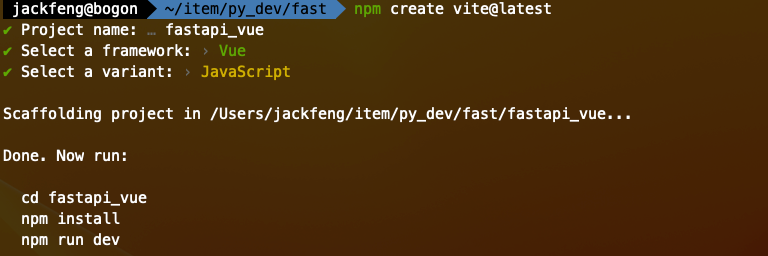 jackfeng@bogon ~/item/py_dev/fast npm create vite@latest
✔ Project name: … fastapi_vue
✔ Select a framework: › Vue
✔ Select a variant: › JavaScript
Scaffolding project in /Users/jackfeng/item/py_dev/fast/fastapi_vue...
Done. Now run:
cd fastapi_vue
npm install
npm run dev